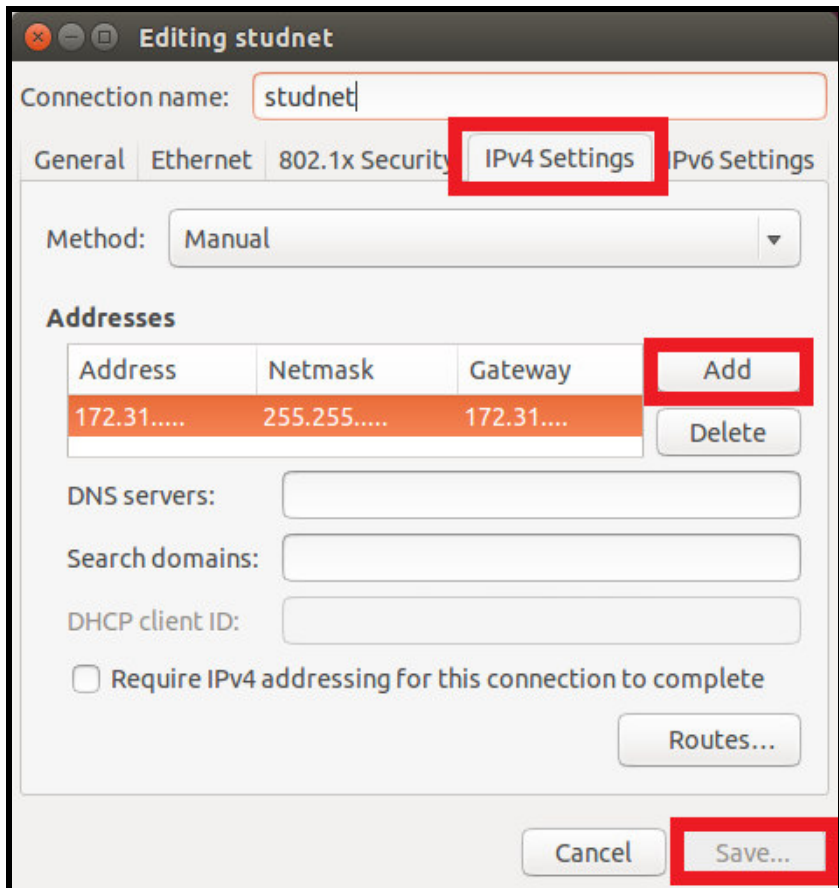 Editing studnet
Connection name: studnet
General Ethernet 802.1x Security IPv4 Settings IPv6 Settings
Method: Manual
Addresses
Address Netmask Gateway Add
172.31..... 255.255..... 172.31....
Delete
DNS servers:
Search domains:
DHCP client ID:
Require IPv4 addressing for this connection to complete
Routes...
Cancel Save...